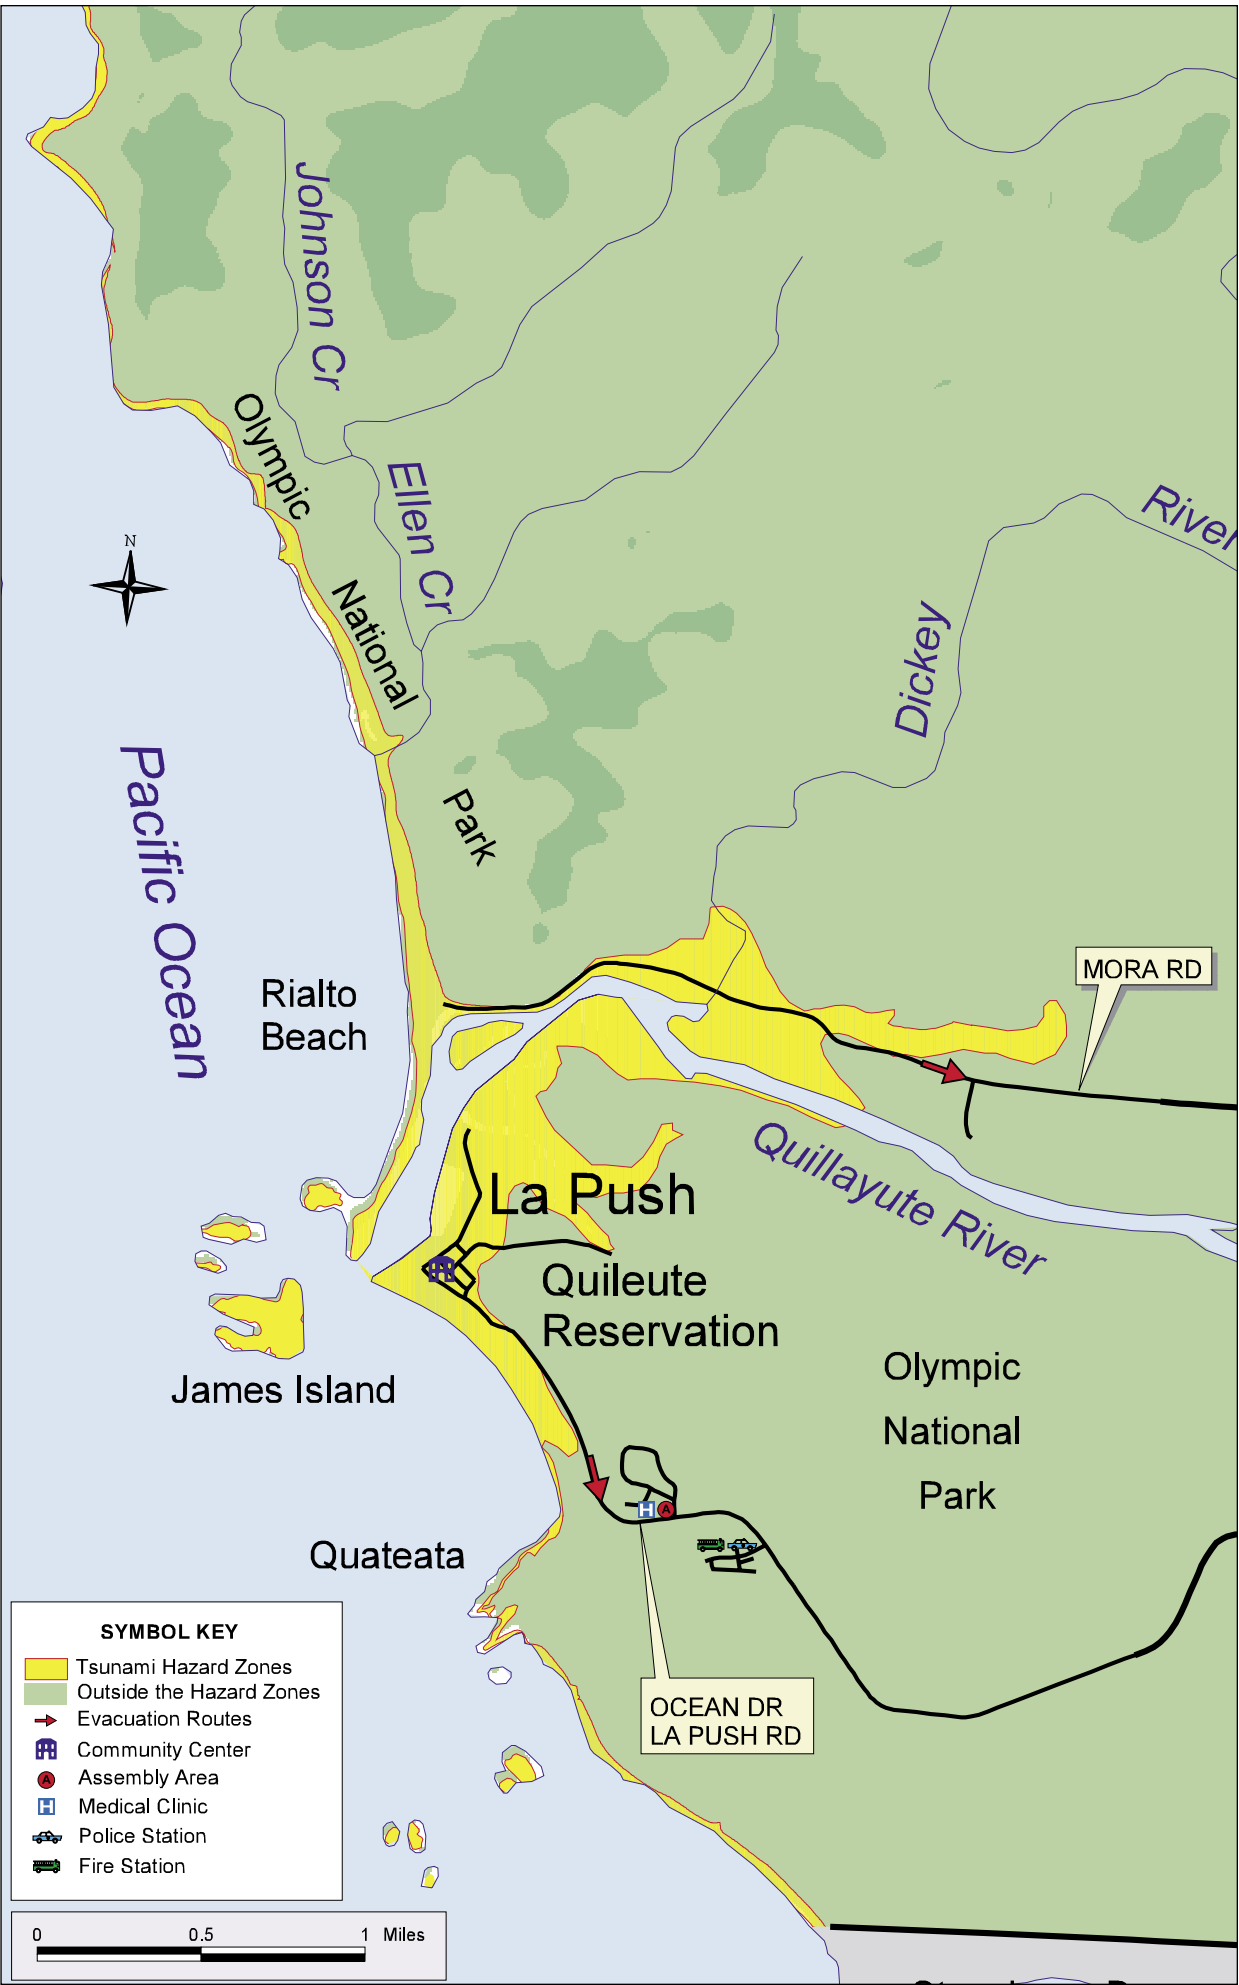 Johnson Cr
Olympic
Ellen Cr
River
N
National
Dickey
Pacific Ocean
Park
MORA RD
Rialto
Beach
Quillayute River
La Push
Quileute
Reservation
Olympic
National
Park
James Island
A
H
Quateata
OCEAN DR
LA PUSH RD
SYMBOL KEY
Tsunami Hazard Zones
Outside the Hazard Zones
Evacuation Routes
Community Center
A Assembly Area
H Medical Clinic
Police Station
Fire Station
0 0.5 1 Miles